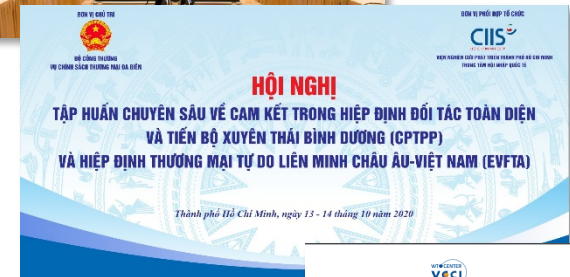 ĐƠN VỊ CHỦ TRÌ
BỘ CÔNG THƯƠNG
VỤ CHÍNH SÁCH THƯƠNG MẠI ĐA BIÊN
ĐƠN VỊ PHỐI HỢP TỔ CHỨC
CIIS
VIỆN NGHIÊN CỨU PHÁT TRIỂN THÀNH PHỐ HỒ CHÍ MINH
TRUNG TÂM HỘI NHẬP QUỐC TẾ
HỘI NGHỊ
TẬP HUẤN CHUYÊN SÂU VỀ CAM KẾT TRONG HIỆP ĐỊNH ĐỐI TÁC TOÀN DIỆN
VÀ TIẾN BỘ XUYÊN THÁI BÌNH DƯƠNG (CPTPP)
VÀ HIỆP ĐỊNH THƯƠNG MẠI TỰ DO LIÊN MINH CHÂU ÂU-VIỆT NAM (EVFTA)
Thành phố Hồ Chí Minh, ngày 13 - 14 tháng 10 năm 2020
WTO CENTER
VCCI